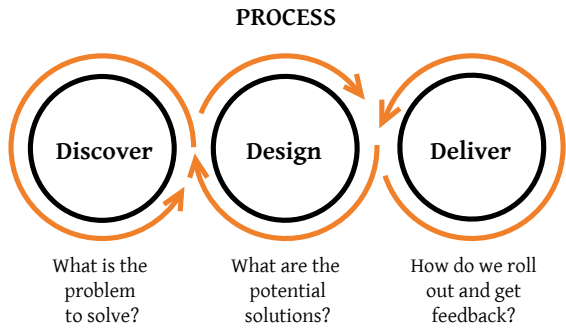 PROCESS
Discover
Design
Deliver
What is the
problem
to solve?
What are the
potential
solutions?
How do we roll
out and get
feedback?